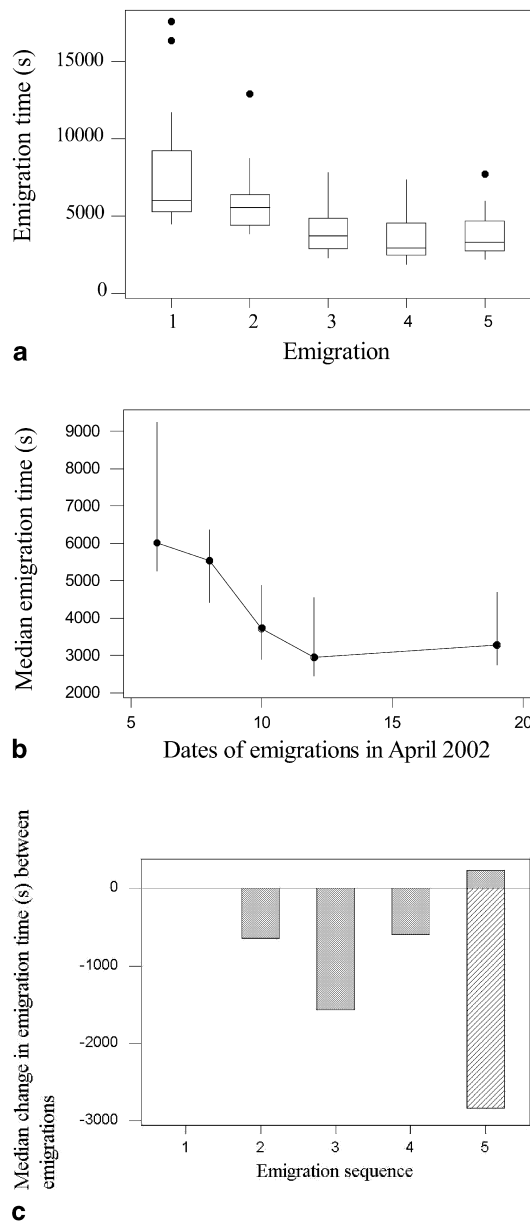 Emigration time (s)
15000
10000
5000
0
1 2 3 4 5
Emigration
a
Median emigration time (s)
9000
8000
7000
6000
5000
4000
3000
2000
5 10 15 20
Dates of emigrations in April 2002
b
Median change in emigration time (s) between
emigrations
0
-1000
-2000
-3000
1 2 3 4 5
Emigration sequence
c